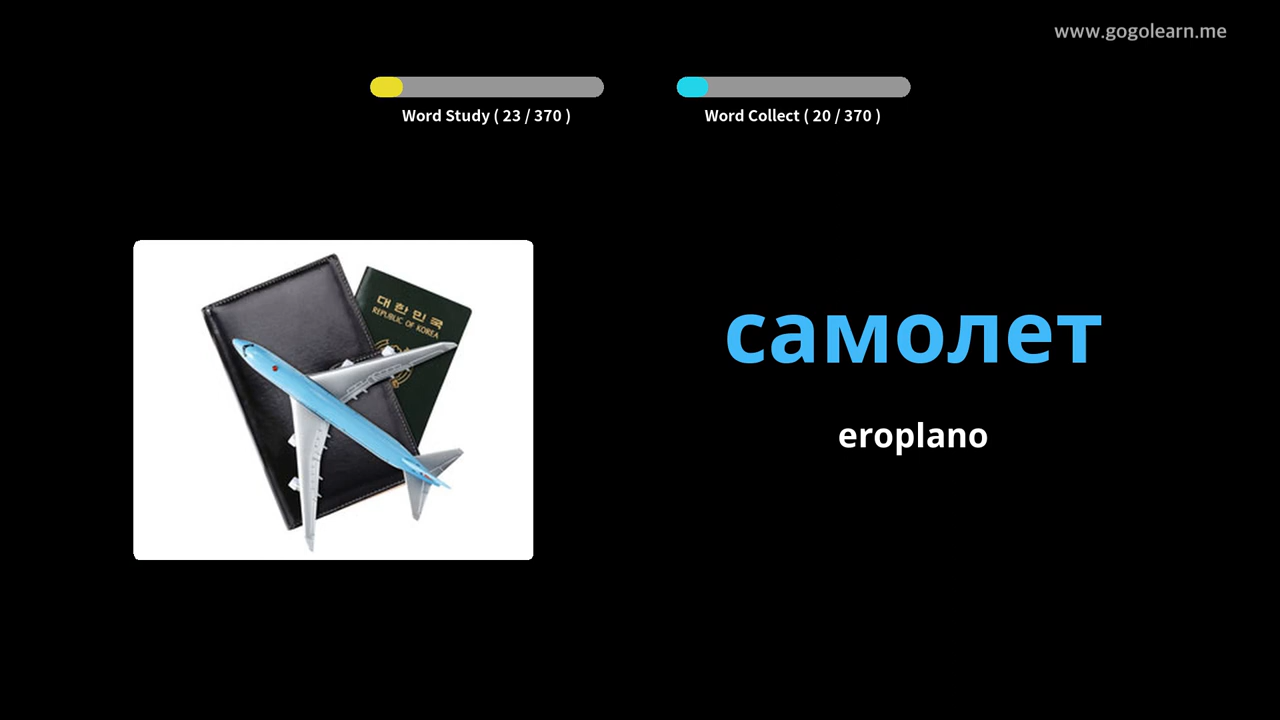 www.gogolearn.me
Word Study ( 23 / 370 )
Word Collect ( 20 / 370 )
대한민국
REPUBLIC OF KOREA
самолет
eroplano